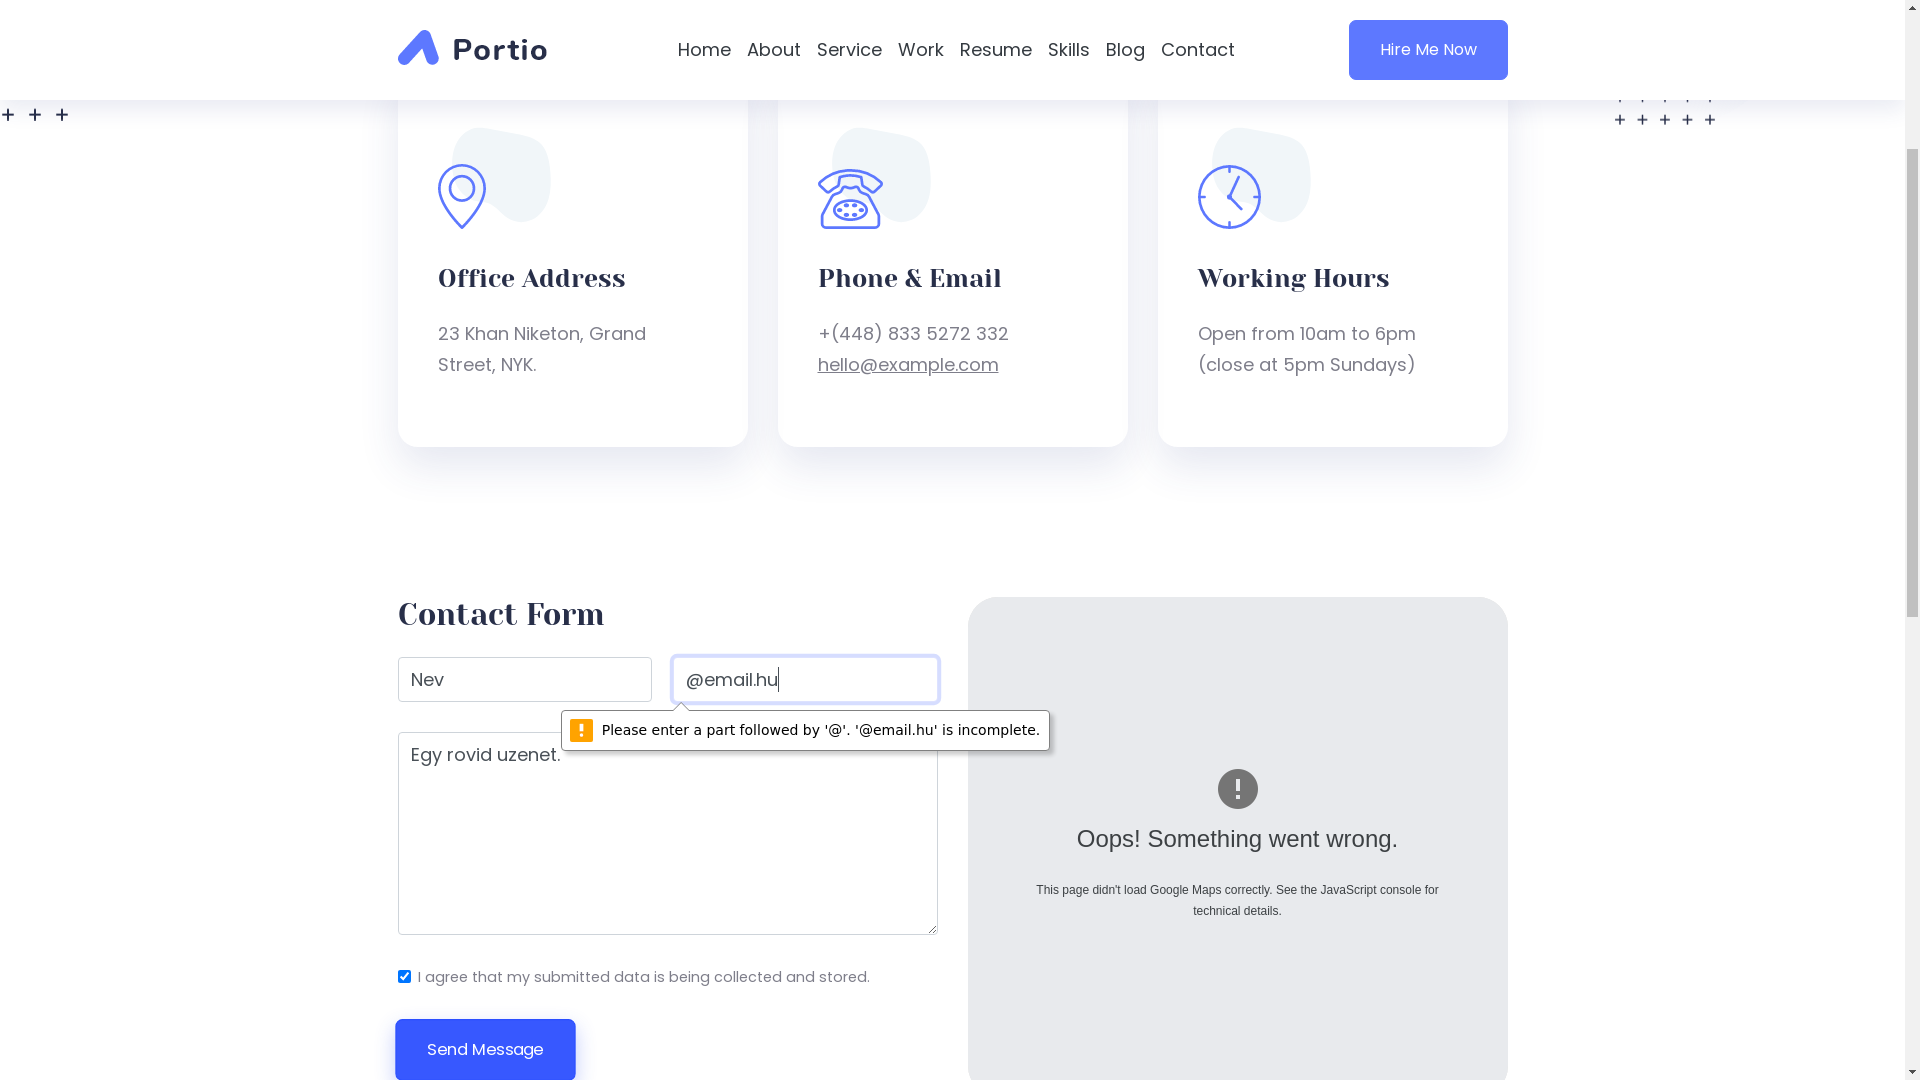 Portio
Home About Service Work Resume Skills Blog Contact
Hire Me Now
Office Address
23 Khan Niketon, Grand
Street, NYK.
Phone & Email
+(448) 833 5272 332
hello@example.com
Working Hours
Open from 10am to 6pm
(close at 5pm Sundays)
Contact Form
Nev
@email.hu
Please enter a part followed by '@'. '@email.hu' is incomplete.
Egy rovid uzenet.
I agree that my submitted data is being collected and stored.
Send Message
Oops! Something went wrong.
This page didn't load Google Maps correctly. See the JavaScript console for
technical details.